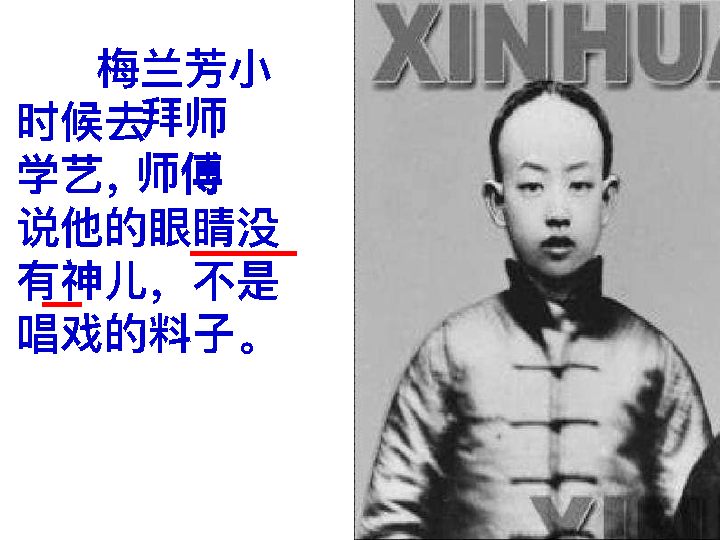 梅兰芳小
时候去拜师
学艺，师傅
说他的眼睛没
有神儿，不是
唱戏的料子。
XINHUA